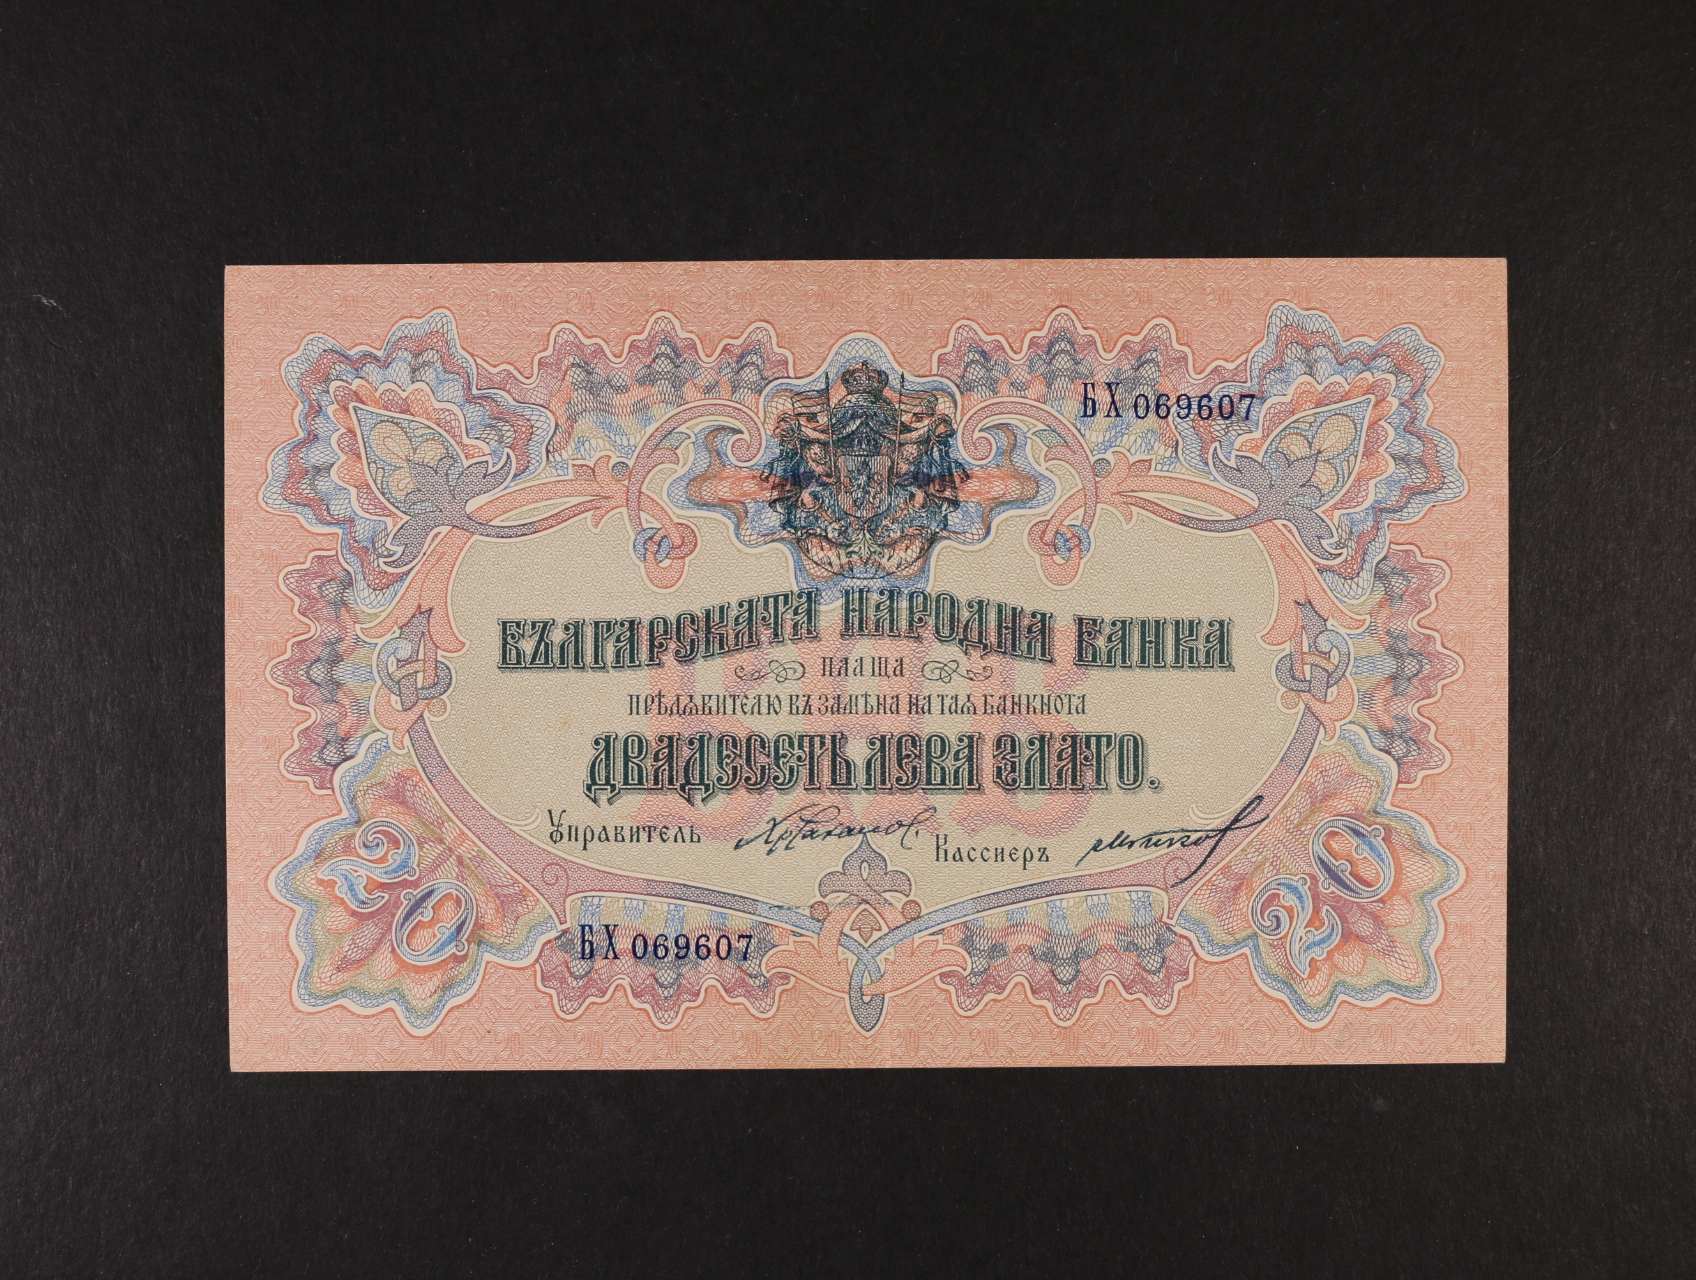 БХ 069607
БЪЛГАРСКАТА НАРОДНА БАНКА
ПЛАЩА
ПРѢДѦВИТЕЛЮ ВЪ ЗАМѢНА НА ТАѬ БАНКНОТА
ДВАДЕСЕТЬ ЛЕВА ЗЛАТО.
Управитель Кассиеръ
20 20
БХ 069607